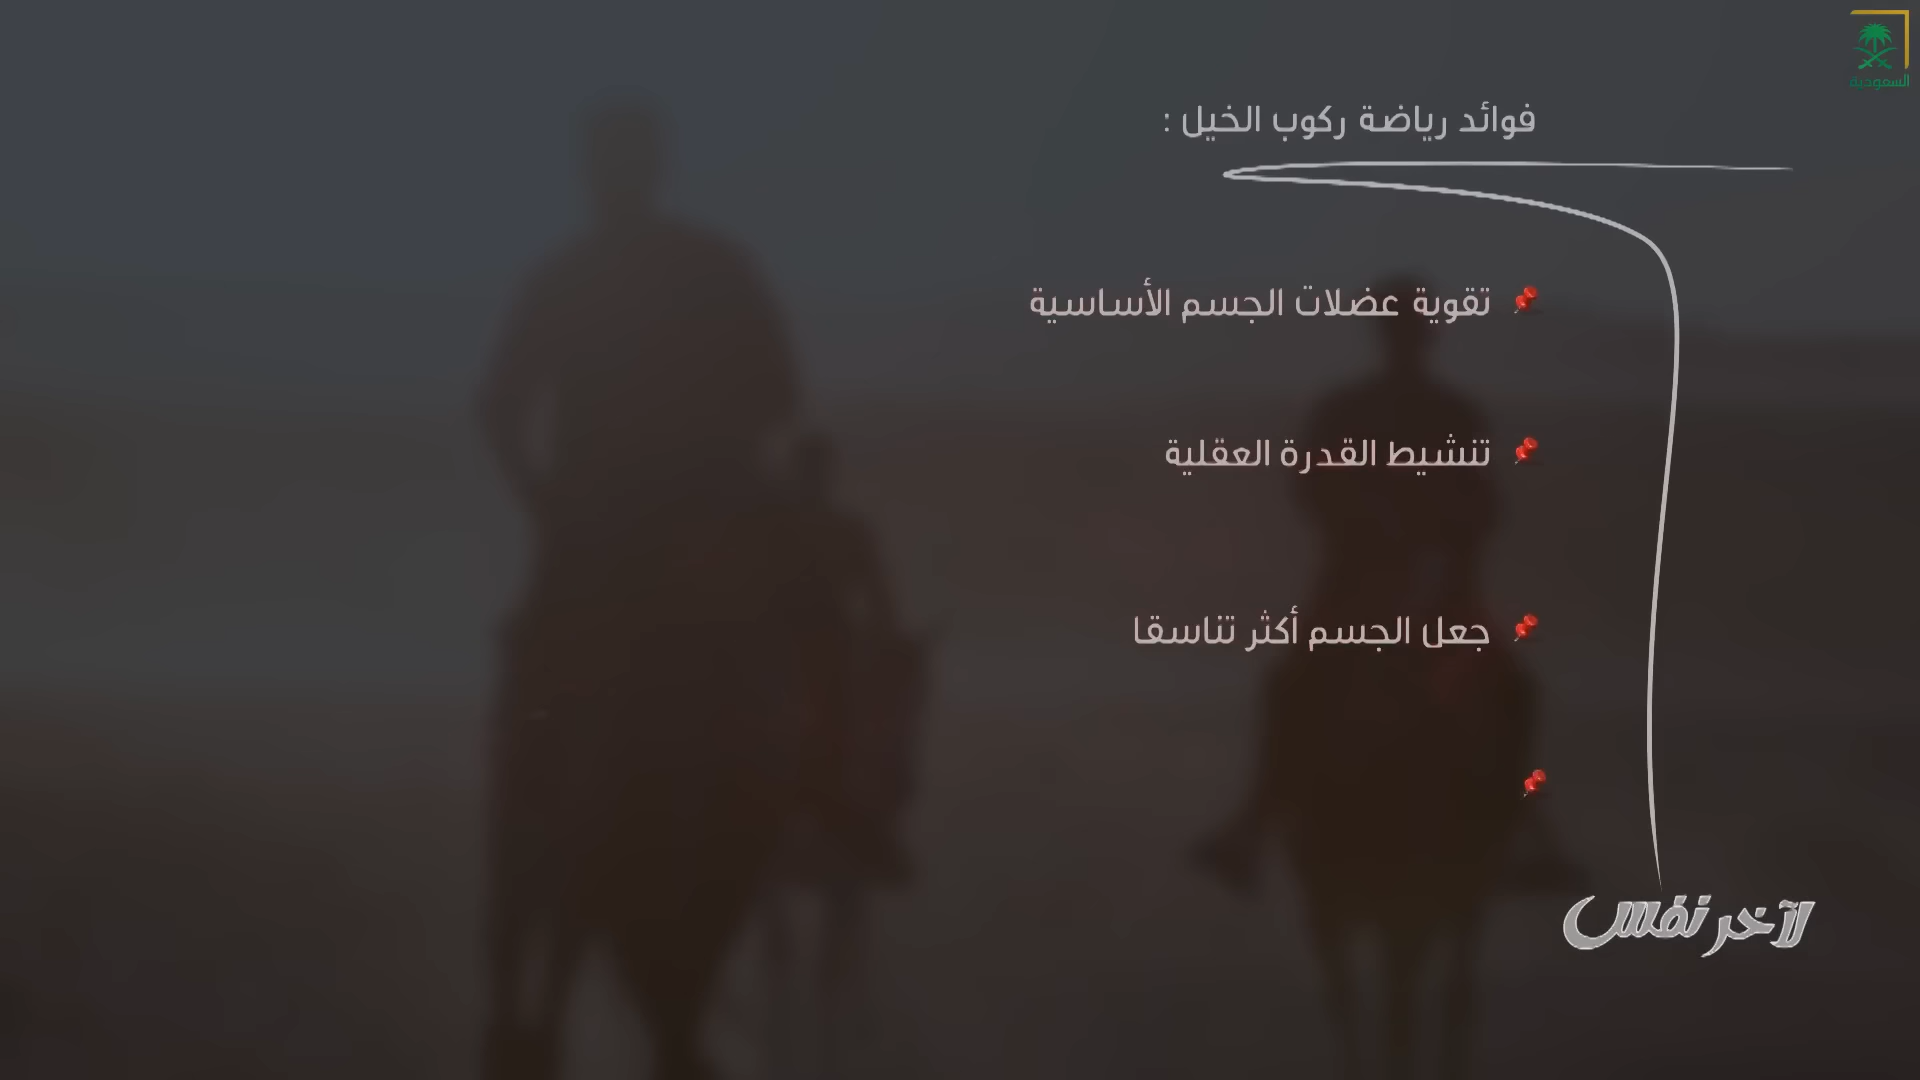 السعودية
فوائد رياضة ركوب الخيل :
تقوية عضلات الجسم الأساسية
تنشيط القدرة العقلية
جعل الجسم أكثر تناسقا
لآخر نفس